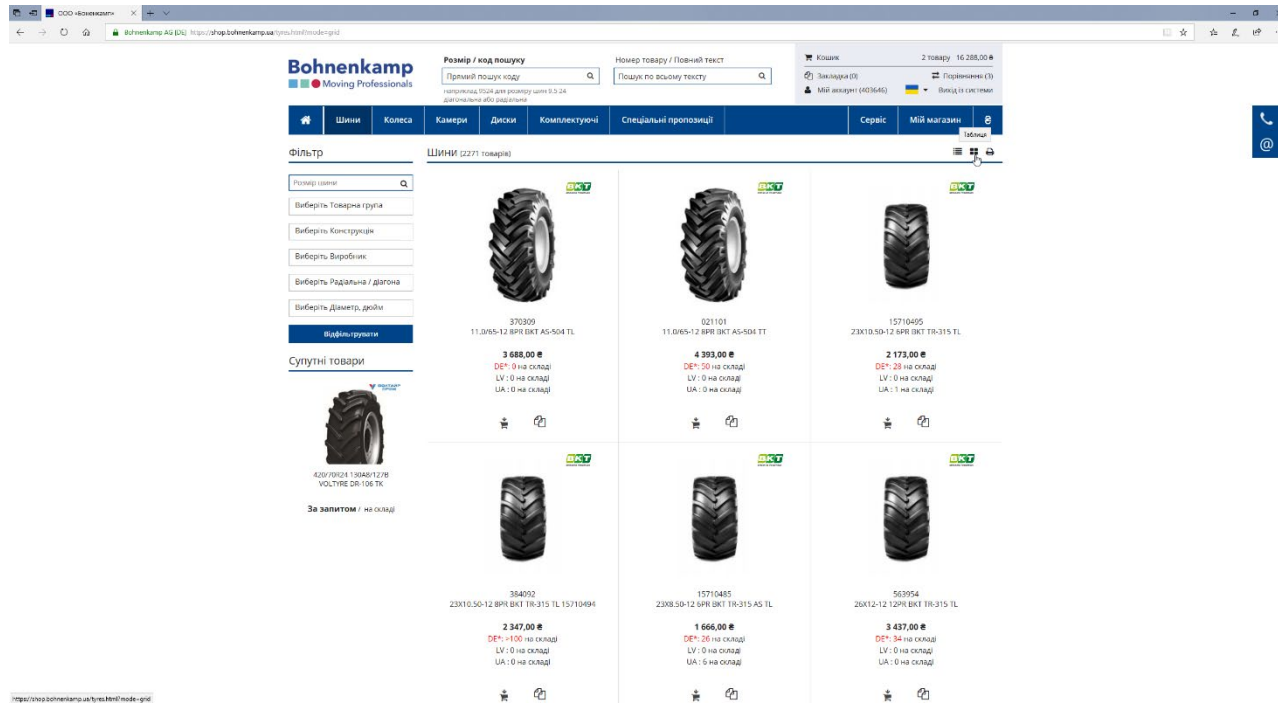 ООО «Боненкамп»
Bohnenkamp AG [DE] https://shop.bohnenkamp.ua/tyres.html?mode=grid
Bohnenkamp
Moving Professionals
Розмір / код пошуку
Прямий пошук коду
наприклад 9524 для розміру шин 9.5 24
діагональна або радіальна
Номер товару / Повний текст
Пошук по всьому тексту
Кошик 2 товару 16 288,00 ₴
Закладка (0) Порівняння (3)
Мій аккаунт (403646) Вихід із системи
Шини Колеса Камери Диски Комплектуючі Спеціальні пропозиції Сервіс Мій магазин ₴
Таблиця
Фільтр
Шини (2271 товарів)
Розмір шини
Виберіть Товарна група
Виберіть Конструкція
Виберіть Виробник
Виберіть Радіальна / діагона
Виберіть Діаметр, дюйм
Відфільтрувати
Супутні товари
420/70R24 130A8/127B
VOLTYRE DR-106 TK
За запитом / на складі
BKT
370309
11.0/65-12 8PR BKT AS-504 TL
3 688,00 ₴
DE*: 0 на складі
LV : 0 на складі
UA : 0 на складі
BKT
021101
11.0/65-12 8PR BKT AS-504 TT
4 393,00 ₴
DE*: 50 на складі
LV : 0 на складі
UA : 0 на складі
BKT
15710495
23X10.50-12 6PR BKT TR-315 TL
2 173,00 ₴
DE*: 28 на складі
LV : 0 на складі
UA : 1 на складі
BKT
384092
23X10.50-12 8PR BKT TR-315 TL 15710494
2 347,00 ₴
DE*: >100 на складі
LV : 0 на складі
UA : 0 на складі
BKT
15710485
23X8.50-12 6PR BKT TR-315 AS TL
1 666,00 ₴
DE*: 26 на складі
LV : 0 на складі
UA : 6 на складі
BKT
563954
26X12-12 12PR BKT TR-315 TL
3 437,00 ₴
DE*: 34 на складі
LV : 0 на складі
UA : 0 на складі
https://shop.bohnenkamp.ua/tyres.html?mode=grid